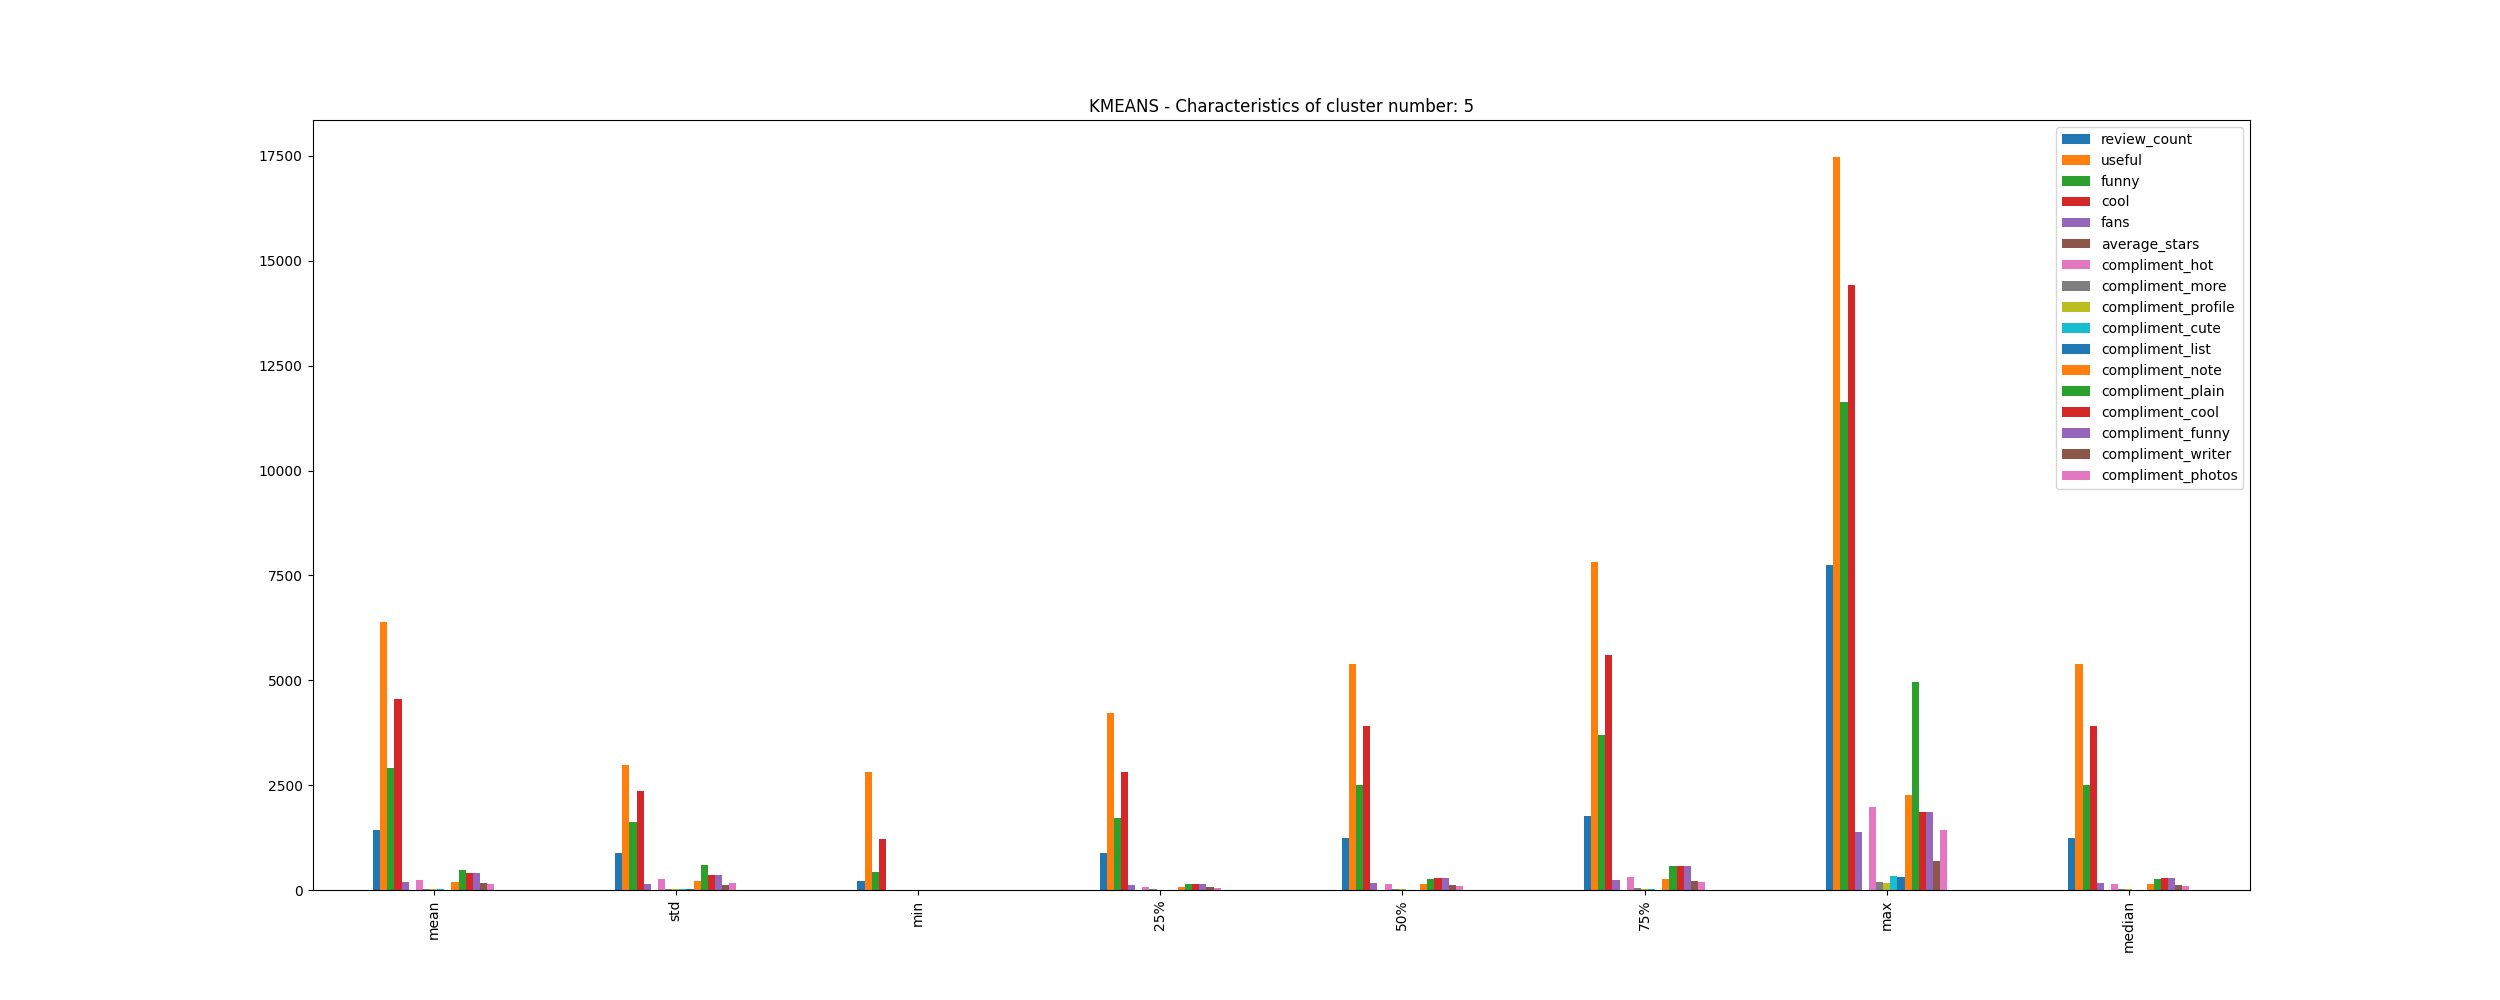 KMEANS - Characteristics of cluster number: 5
17500
15000
12500
10000
7500
5000
2500
0
review_count
useful
funny
cool
fans
average_stars
compliment_hot
compliment_more
compliment_profile
compliment_cute
compliment_list
compliment_note
compliment_plain
compliment_cool
compliment_funny
compliment_writer
compliment_photos
mean
std
min
25%
50%
75%
max
median